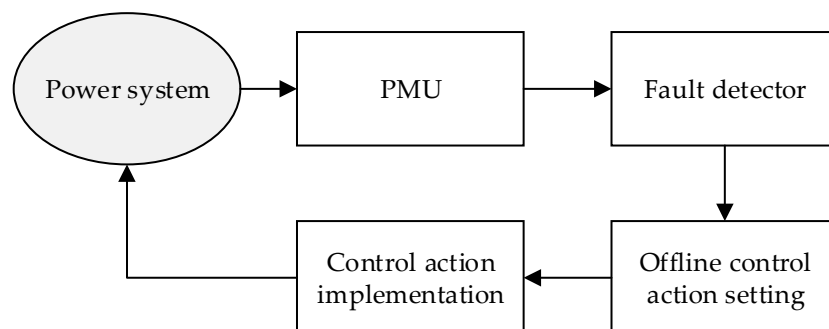 Power system
PMU
Fault detector
Control action
implementation
Offline control
action setting